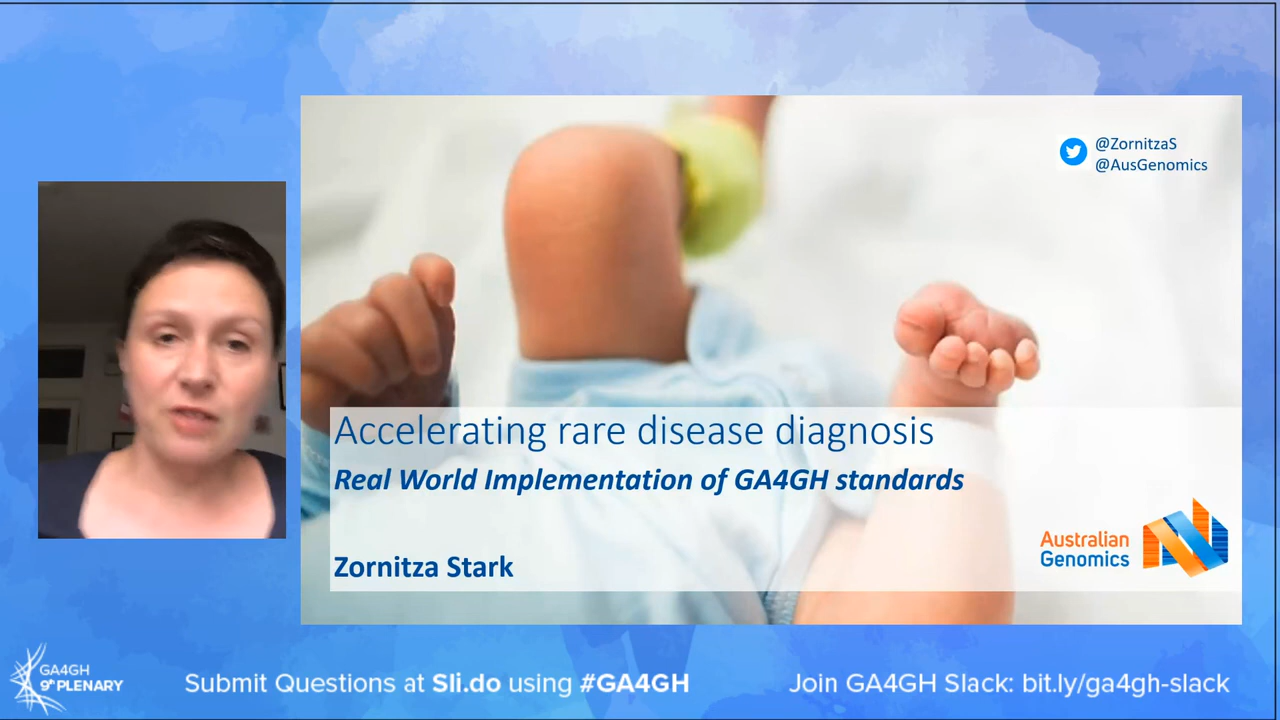 @ZornitzaS
@AusGenomics
Accelerating rare disease diagnosis
Real World Implementation of GA4GH standards
Zornitza Stark
Australian
Genomics
GA4GH
9th PLENARY
Submit Questions at Sli.do using #GA4GH
Join GA4GH Slack: bit.ly/ga4gh-slack